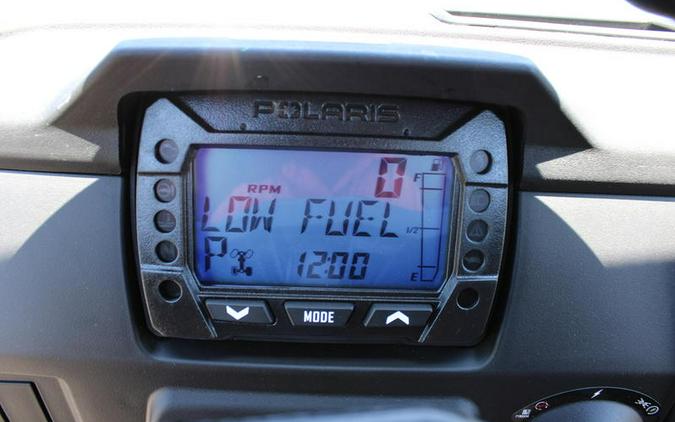 POLARIS
0
RPM
F
LOW FUEL
1/2
P
12:00
E
MODE